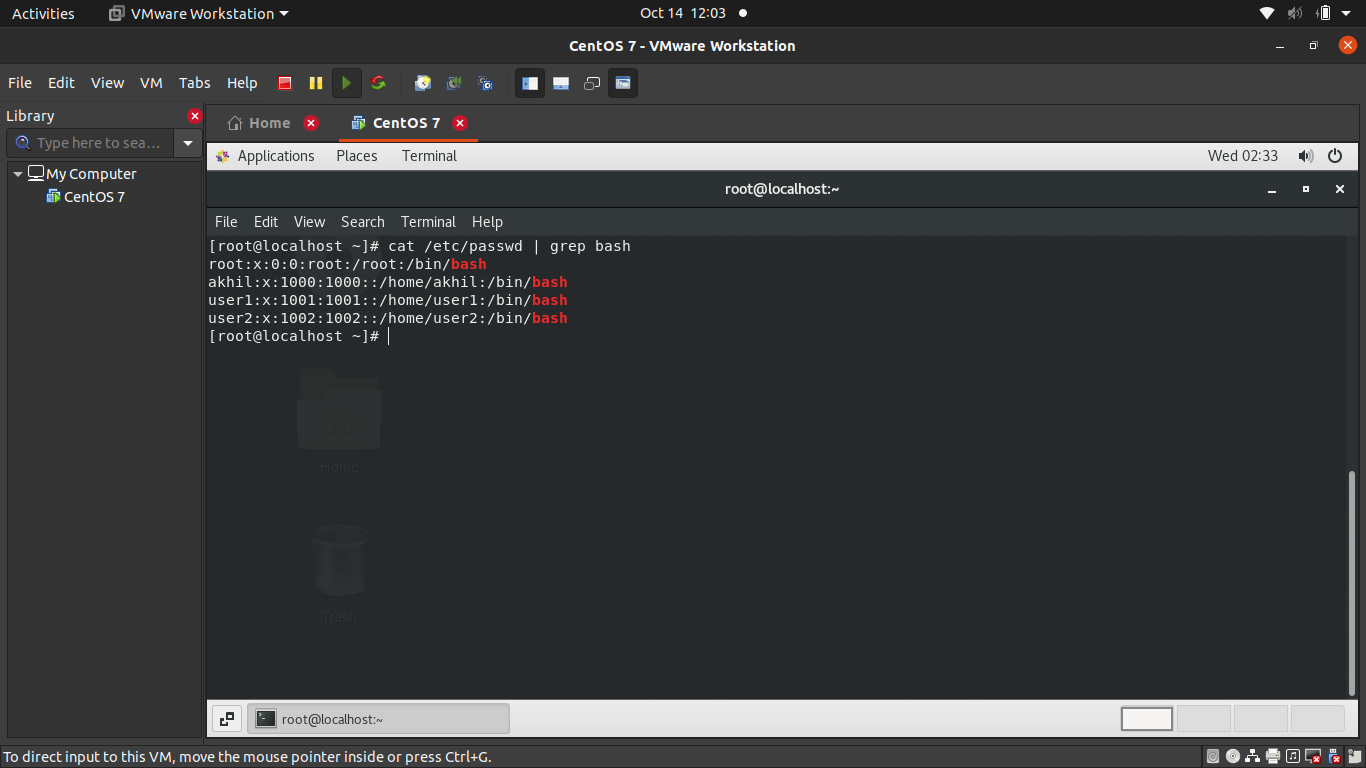 Activities VMware Workstation Oct 14 12:03
CentOS 7 - VMware Workstation
File Edit View VM Tabs Help
Library
Type here to sea...
My Computer
CentOS 7
Home CentOS 7
Applications Places Terminal Wed 02:33
root@localhost:~
File Edit View Search Terminal Help
[root@localhost ~]# cat /etc/passwd | grep bash
root:x:0:0:root:/root:/bin/bash
akhil:x:1000:1000::/home/akhil:/bin/bash
user1:x:1001:1001::/home/user1:/bin/bash
user2:x:1002:1002::/home/user2:/bin/bash
[root@localhost ~]#
Home
Trash
root@localhost:~
To direct input to this VM, move the mouse pointer inside or press Ctrl+G.